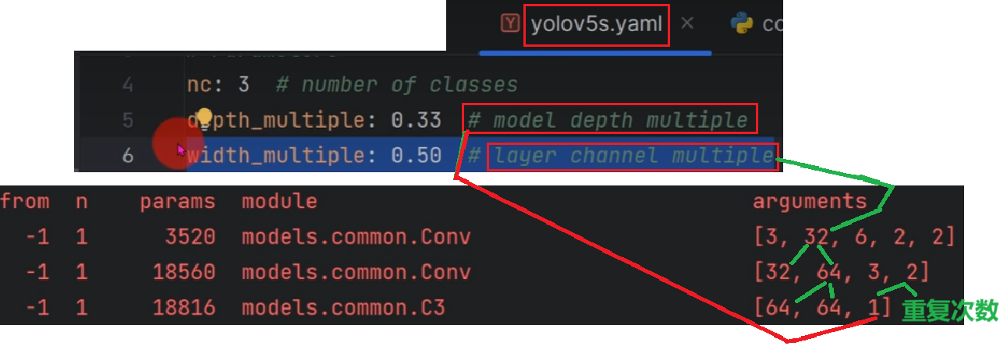 yolov5s.yaml × co
4 nc: 3 # number of classes
5 depth_multiple: 0.33 # model depth multiple
6 width_multiple: 0.50 # layer channel multiple
from n params module arguments
-1 1 3520 models.common.Conv [3, 32, 6, 2, 2]
-1 1 18560 models.common.Conv [32, 64, 3, 2]
-1 1 18816 models.common.C3 [64, 64, 1] 重复次数